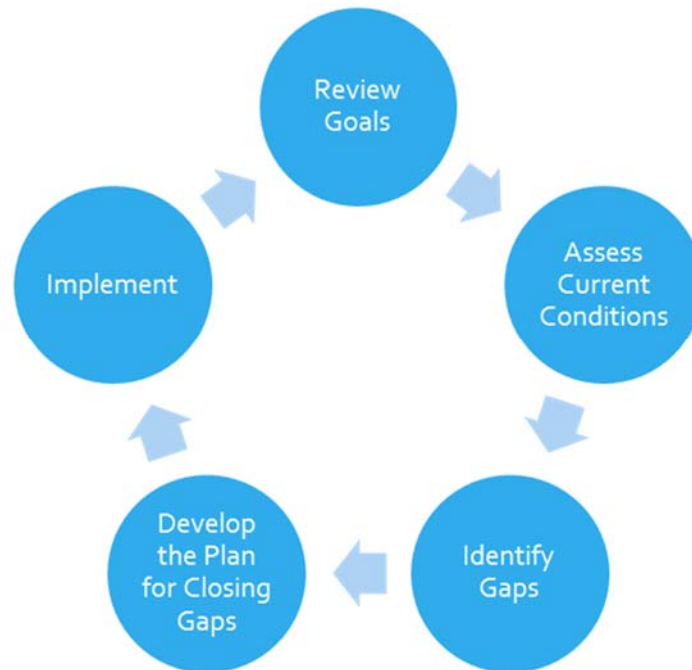 Review
Goals
Assess
Current
Conditions
Identify
Gaps
Develop
the Plan
for Closing
Gaps
Implement